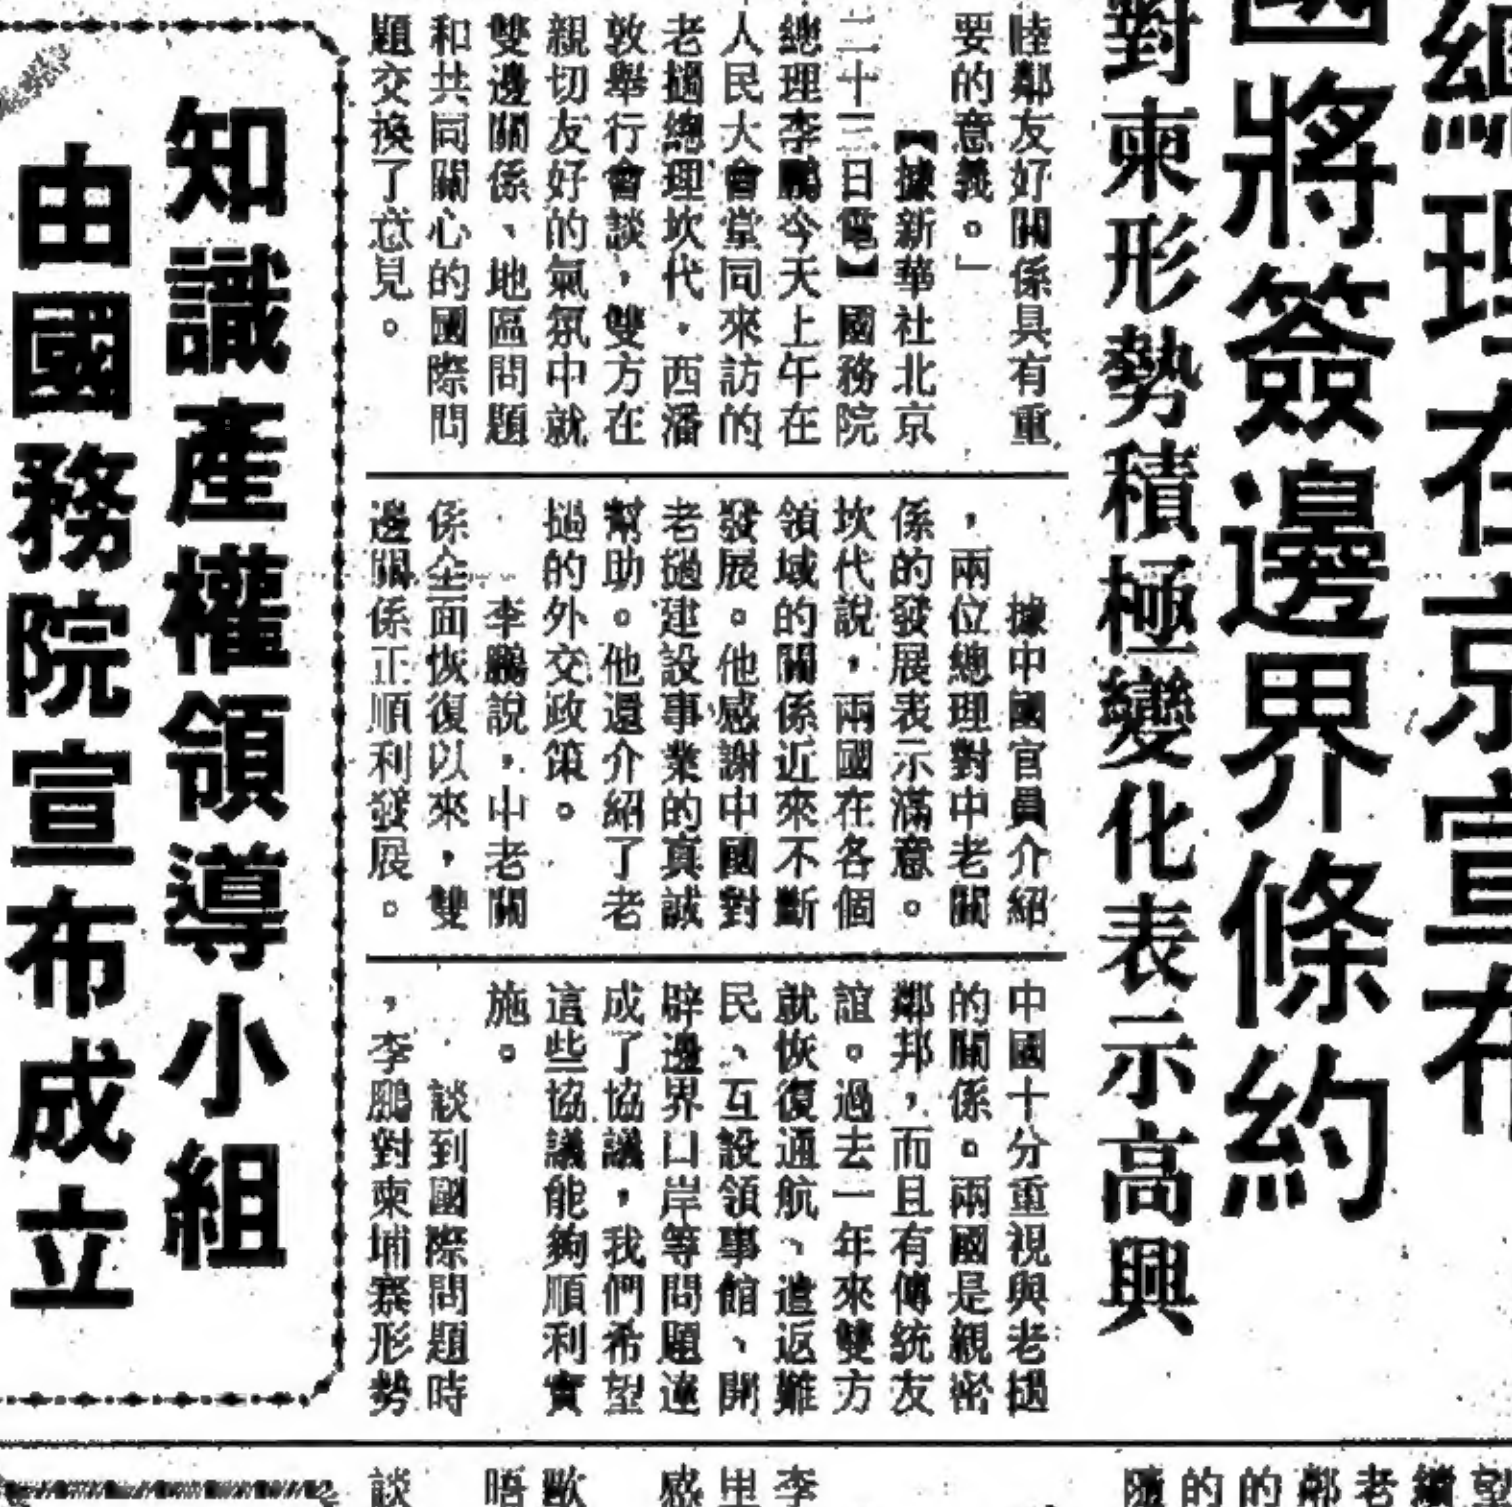 總理在京宣布
國將簽邊界條約
對柬形勢積極變化表示高興
陸鄰友好關係具有重
要的意義。」
【據新華社北京
二十三日電】國務院
總理李鵬今天上午在
人民大會堂同來訪的
老撾總理坎代·西潘
敦舉行會談，雙方在
親切友好的氣氛中就
雙邊關係、地區問題
和共同關心的國際問
題交換了意見。
據中國官員介紹
，兩位總理對中老關
係的發展表示滿意。
坎代說，兩國在各個
領域的關係近來不斷
發展。他感謝中國對
老撾建設事業的真誠
幫助。他還介紹了老
撾的外交政策。
李鵬說，中老關
係全面恢復以來，雙
邊關係正順利發展。
中國十分重視與老撾
的關係。兩國是親密
鄰邦，而且有傳統友
誼。過去一年來雙方
就恢復通航、遣返難
民、互設領事館、開
辟邊界口岸等問題達
成了協議，我們希望
這些協議能夠順利實
施。
談到國際問題時
，李鵬對柬埔寨形勢
知識產權領導小組
由國務院宣布成立
老
鄰
的
的
李
里
感
歐
晤
談